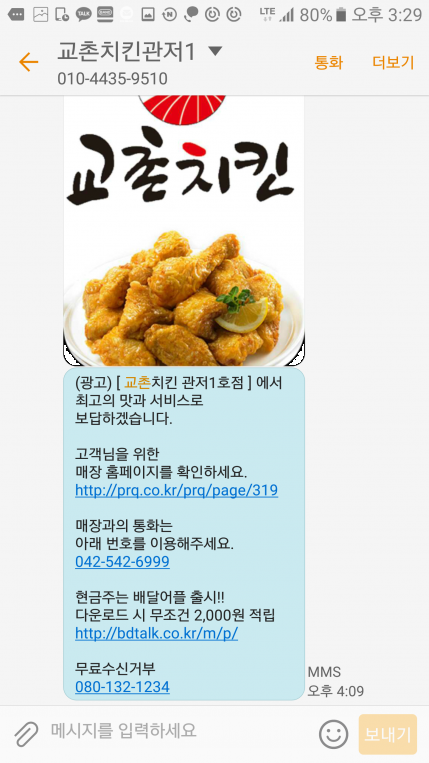 LTE
80%
오후 3:29
교촌치킨관저1
010-4435-9510
통화
더보기
교촌치킨
(광고) [ 교촌치킨 관저1호점 ] 에서
최고의 맛과 서비스로
보답하겠습니다.
고객님을 위한
매장 홈페이지를 확인하세요.
http://prq.co.kr/prq/page/319
매장과의 통화는
아래 번호를 이용해주세요.
042-542-6999
현금주는 배달어플 출시!!
다운로드 시 무조건 2,000원 적립
http://bdtalk.co.kr/m/p/
무료수신거부
080-132-1234
MMS
오후 4:09
메시지를 입력하세요
보내기